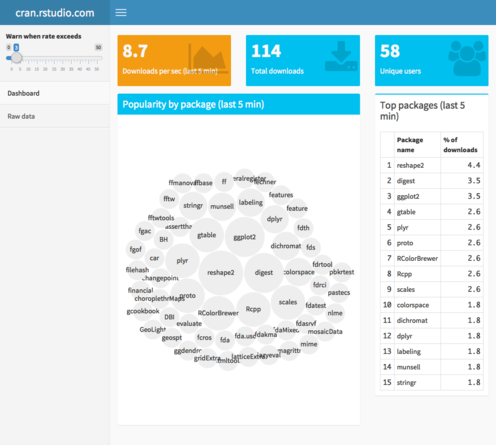 cran.rstudio.com
Warn when rate exceeds
0 3 50
0 5 10 15 20 25 30 35 40 45 50
Dashboard
Raw data
8.7
Downloads per sec (last 5 min)
114
Total downloads
58
Unique users
Popularity by package (last 5 min)
ffmanova
ffbase
ff
fechner
features
fftw
stringr
munsell
labeling
feature
fftwtools
dplyr
fdth
fgac
BH
gtable
ggplot2
dichromat
fds
fgof
car
plyr
fdrtool
filehash
changepoint
reshape2
digest
colorspace
pbkrtest
financial
fdrci
choroplethrMaps
proto
pastecs
gcookbook
RColorBrewer
Rcpp
scales
fdatest
nlme
DBI
evaluate
fdaMixed
fdasrvf
GeoLight
mosaicData
geospt
fcros
fda
fda.usc
fdakma
mime
ggdendro
gridExtra
latticeExtra
lageval
magrittr
Top packages (last 5
min)
Package
name
% of
downloads
1 reshape2 4.4
2 digest 3.5
3 ggplot2 3.5
4 gtable 2.6
5 plyr 2.6
6 proto 2.6
7 RColorBrewer 2.6
8 Rcpp 2.6
9 scales 2.6
10 colorspace 1.8
11 dichromat 1.8
12 dplyr 1.8
13 labeling 1.8
14 munsell 1.8
15 stringr 1.8